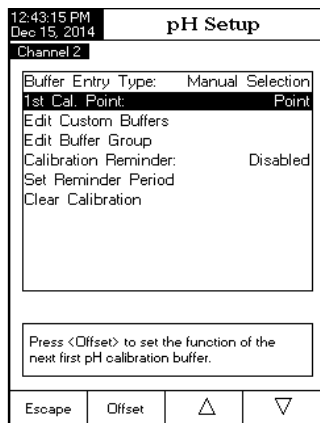 12:43:15 PM
Dec 15, 2014
pH Setup
Channel 2
Buffer Entry Type: Manual Selection
1st Cal. Point: Point
Edit Custom Buffers
Edit Buffer Group
Calibration Reminder: Disabled
Set Reminder Period
Clear Calibration
Press <Offset> to set the function of the
next first pH calibration buffer.
Escape Offset